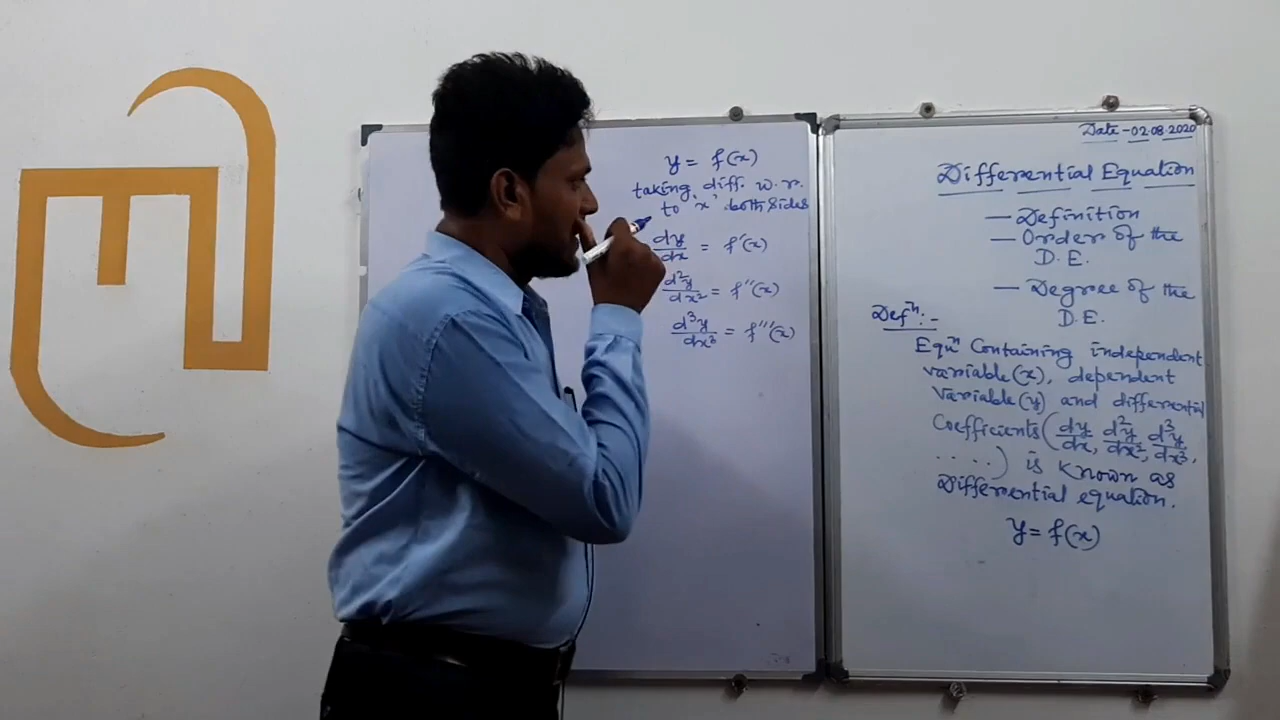 y = f(x)
taking diff. w.r.
to 'x' both sides
dy/dx = f'(x)
d²y/dx² = f''(x)
d³y/dx³ = f'''(x)
Date - 02.08.2020
Differential Equation
— Definition
— Order of the
D.E.
— Degree of the
D.E.
Defⁿ:-
Equⁿ Containing independent
variable(x), dependent
Variable(y) and differential
Coefficients (dy/dx, d²y/dx², d³y/dx³,
.....) is known as
Differential equation.
y = f(x)